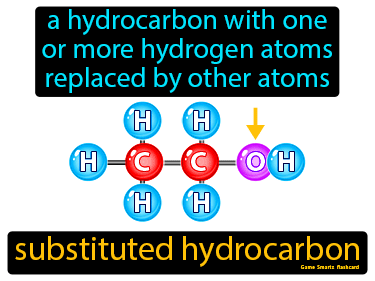 a hydrocarbon with one
or more hydrogen atoms
replaced by other atoms
H H
H C C O H
H H
substituted hydrocarbon
Game Smartz flashcard